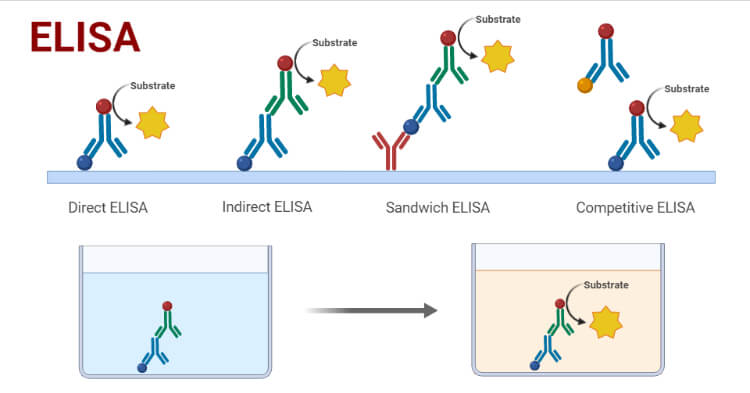 ELISA
Substrate
Substrate
Substrate
Substrate
Direct ELISA
Indirect ELISA
Sandwich ELISA
Competitive ELISA
Substrate